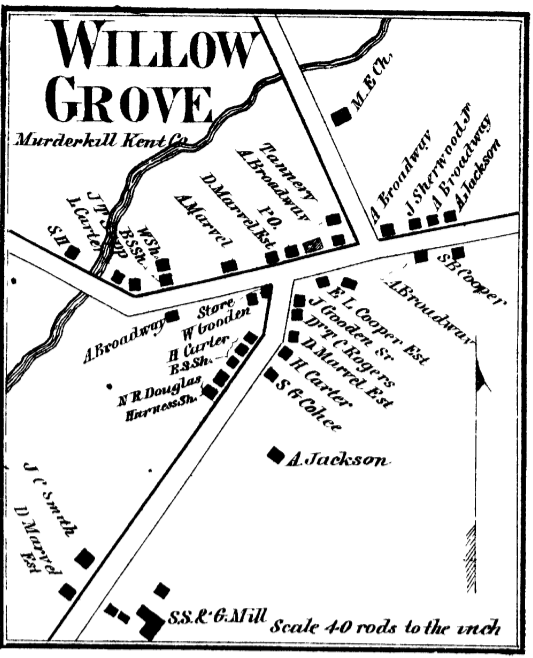 WILLOW
GROVE
Murderkill Kent Co
M.E Ch.
Tannery
A. Broadway
P.O.
D. Marvel Est
A. Marvel
W. Sh.
B.S. Sh.
J T
L Carter
S.H
A Broadway
J Sherwood Jr
A Broadway
A. Jackson
S B Cooper
A. Broadway
E L Cooper Est
J Gooden Sr
Dr T C Rogers
D. Marvel Est
H Carter
S G Cohee
A. Jackson
A. Broadway
Store
W Gooden
H Carter
B.S. Sh.
N R Douglas
Harness Sh.
J C Smith
D Marvel
Est
S.S. & G. Mill
Scale 40 rods to the inch